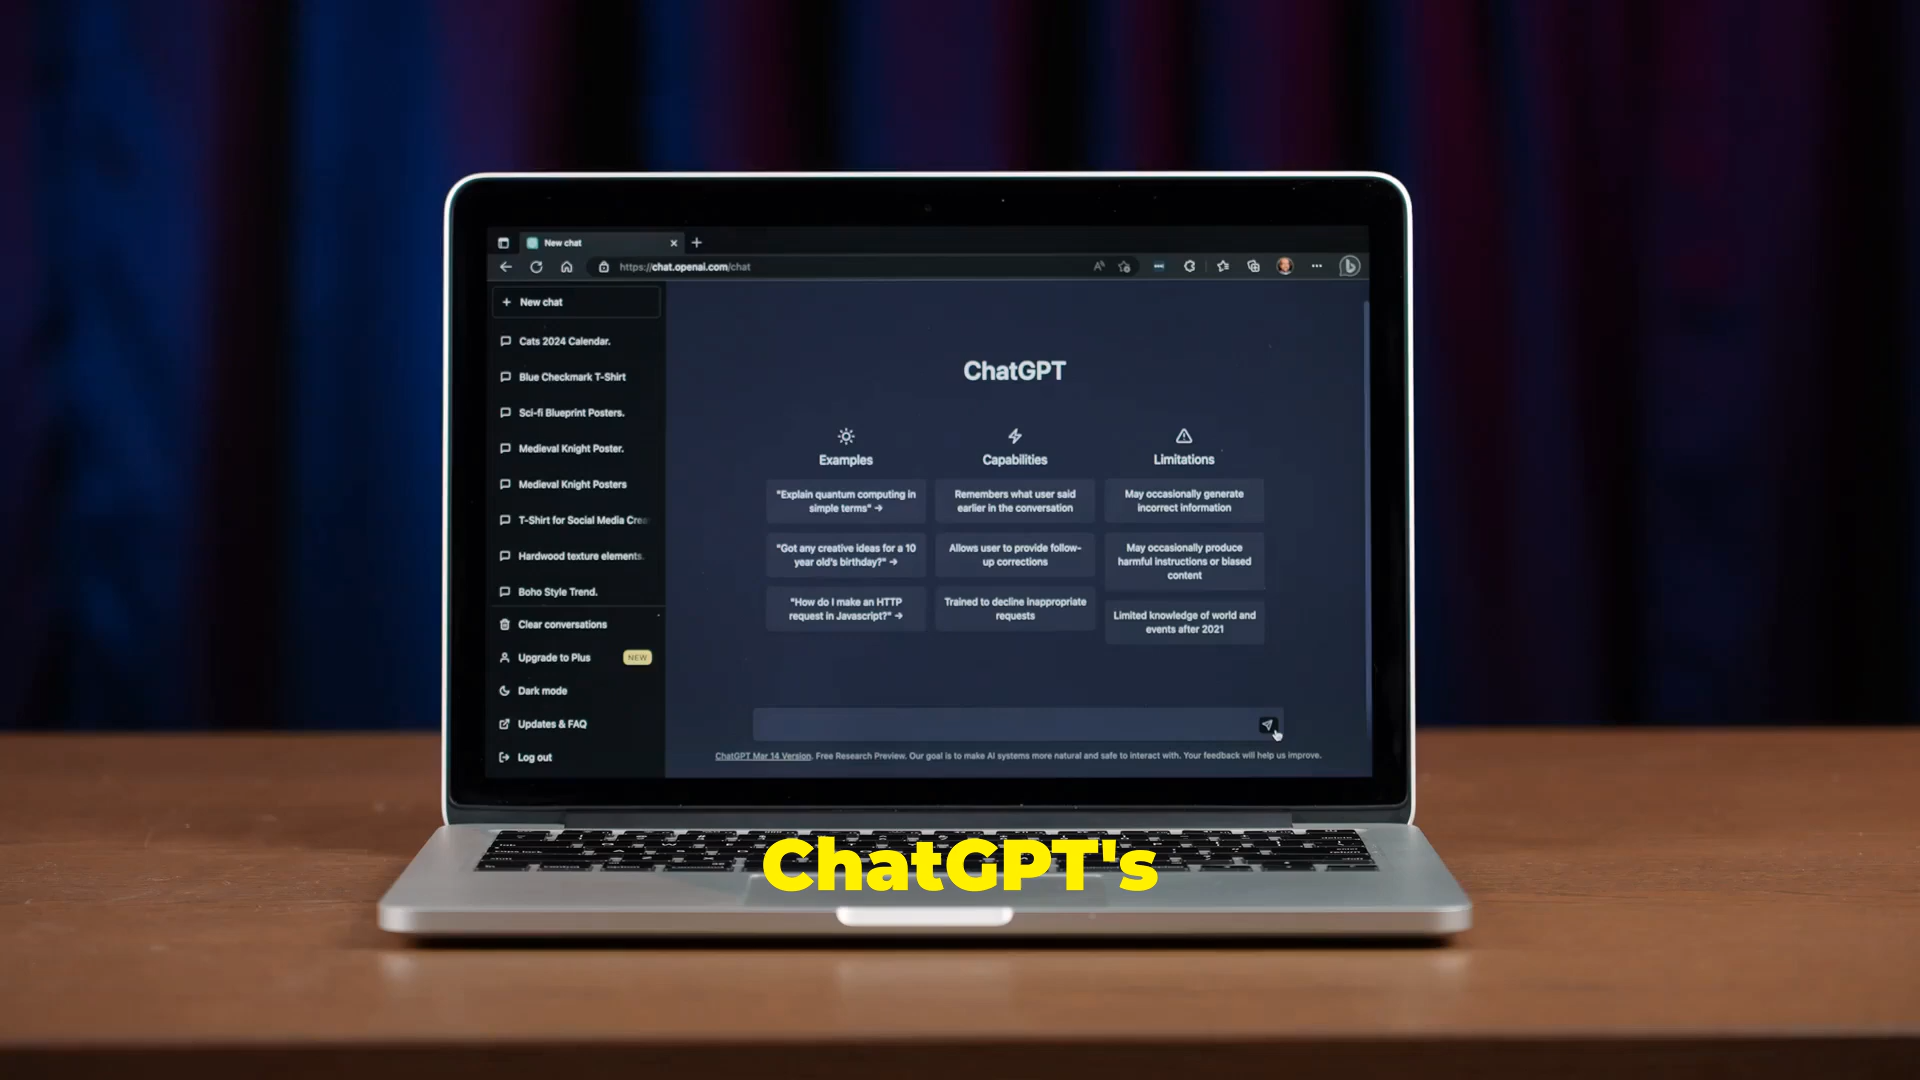 New chat
https://chat.openai.com/chat
New chat
Cats 2024 Calendar.
Blue Checkmark T-Shirt
Sci-fi Blueprint Posters.
Medieval Knight Poster.
Medieval Knight Posters
T-Shirt for Social Media Crea
Hardwood texture elements.
Boho Style Trend.
Clear conversations
Upgrade to Plus NEW
Dark mode
Updates & FAQ
Log out
ChatGPT
Examples
"Explain quantum computing in
simple terms" →
"Got any creative ideas for a 10
year old's birthday?" →
"How do I make an HTTP
request in Javascript?" →
Capabilities
Remembers what user said
earlier in the conversation
Allows user to provide follow-
up corrections
Trained to decline inappropriate
requests
Limitations
May occasionally generate
incorrect information
May occasionally produce
harmful instructions or biased
content
Limited knowledge of world and
events after 2021
ChatGPT Mar 14 Version. Free Research Preview. Our goal is to make AI systems more natural and safe to interact with. Your feedback will help us improve.
ChatGPT's